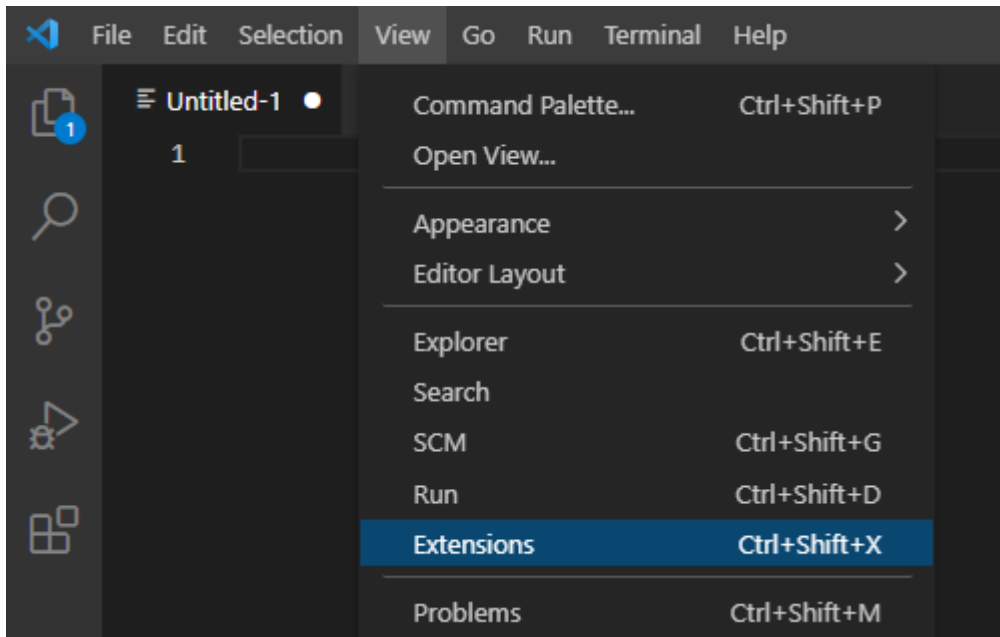 File Edit Selection View Go Run Terminal Help
Untitled-1
1
1
Command Palette... Ctrl+Shift+P
Open View...
Appearance
Editor Layout
Explorer Ctrl+Shift+E
Search
SCM Ctrl+Shift+G
Run Ctrl+Shift+D
Extensions Ctrl+Shift+X
Problems Ctrl+Shift+M